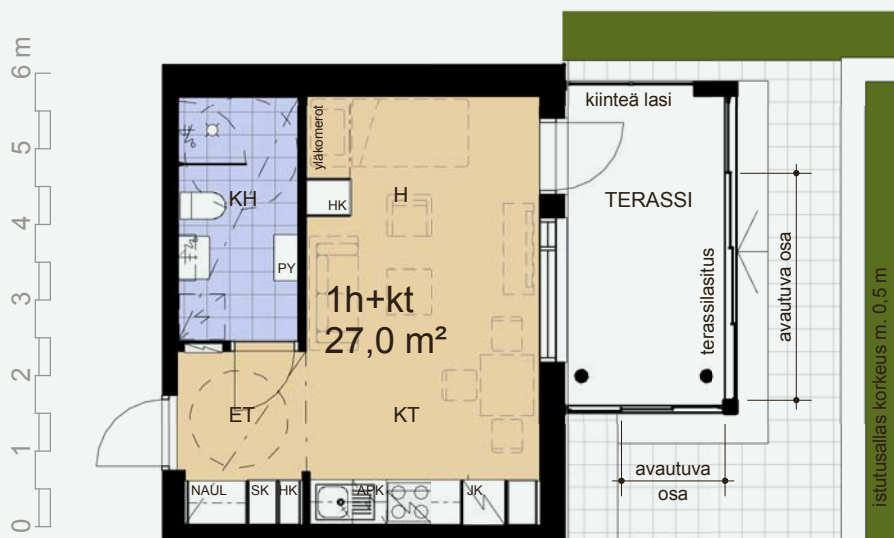 6 m
5
4
3
2
1
0
KH
PY
yläkomerot
HK
H
1h+kt
27,0 m²
ET
KT
NAUL
SK
HK
APK
JK
kiinteä lasi
TERASSI
terassilasitus
avautuva osa
avautuva
osa
istutusallas korkeus m. 0,5 m